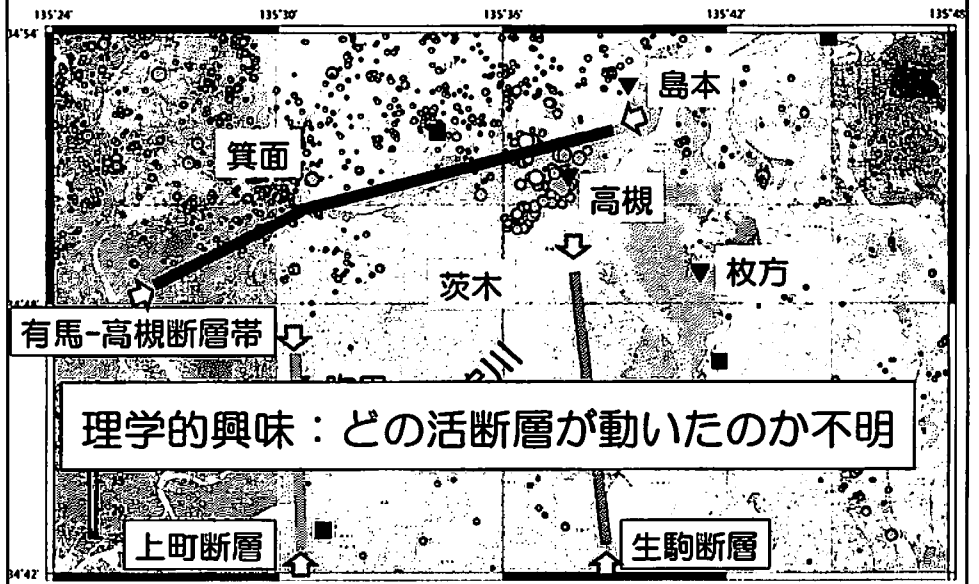 135°24' 135°30' 135°36' 135°42' 135°48'
34°54'
島本
箕面
高槻
茨木
枚方
有馬-高槻断層帯
理学的興味：どの活断層が動いたのか不明
上町断層
生駒断層
34°42'